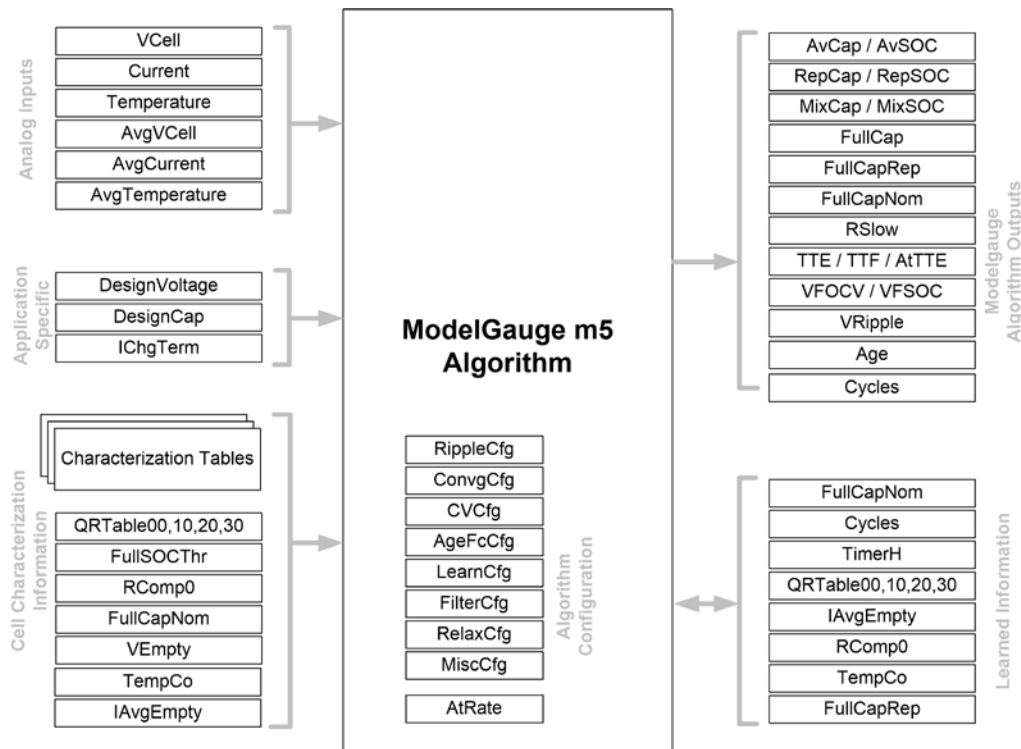 Analog Inputs
VCell
Current
Temperature
AvgVCell
AvgCurrent
AvgTemperature
Application
Specific
DesignVoltage
DesignCap
IChgTerm
Cell Characterization
Information
Characterization Tables
QRTable00,10,20,30
FullSOCThr
RComp0
FullCapNom
VEmpty
TempCo
IAvgEmpty
ModelGauge m5
Algorithm
RippleCfg
ConvgCfg
CVCfg
AgeFcCfg
LearnCfg
FilterCfg
RelaxCfg
MiscCfg
AtRate
Algorithm
Configuration
AvCap / AvSOC
RepCap / RepSOC
MixCap / MixSOC
FullCap
FullCapRep
FullCapNom
RSlow
TTE / TTF / AtTTE
VFOCV / VFSOC
VRipple
Age
Cycles
Modelgauge
Algorithm Outputs
FullCapNom
Cycles
TimerH
QRTable00,10,20,30
IAvgEmpty
RComp0
TempCo
FullCapRep
Learned Information